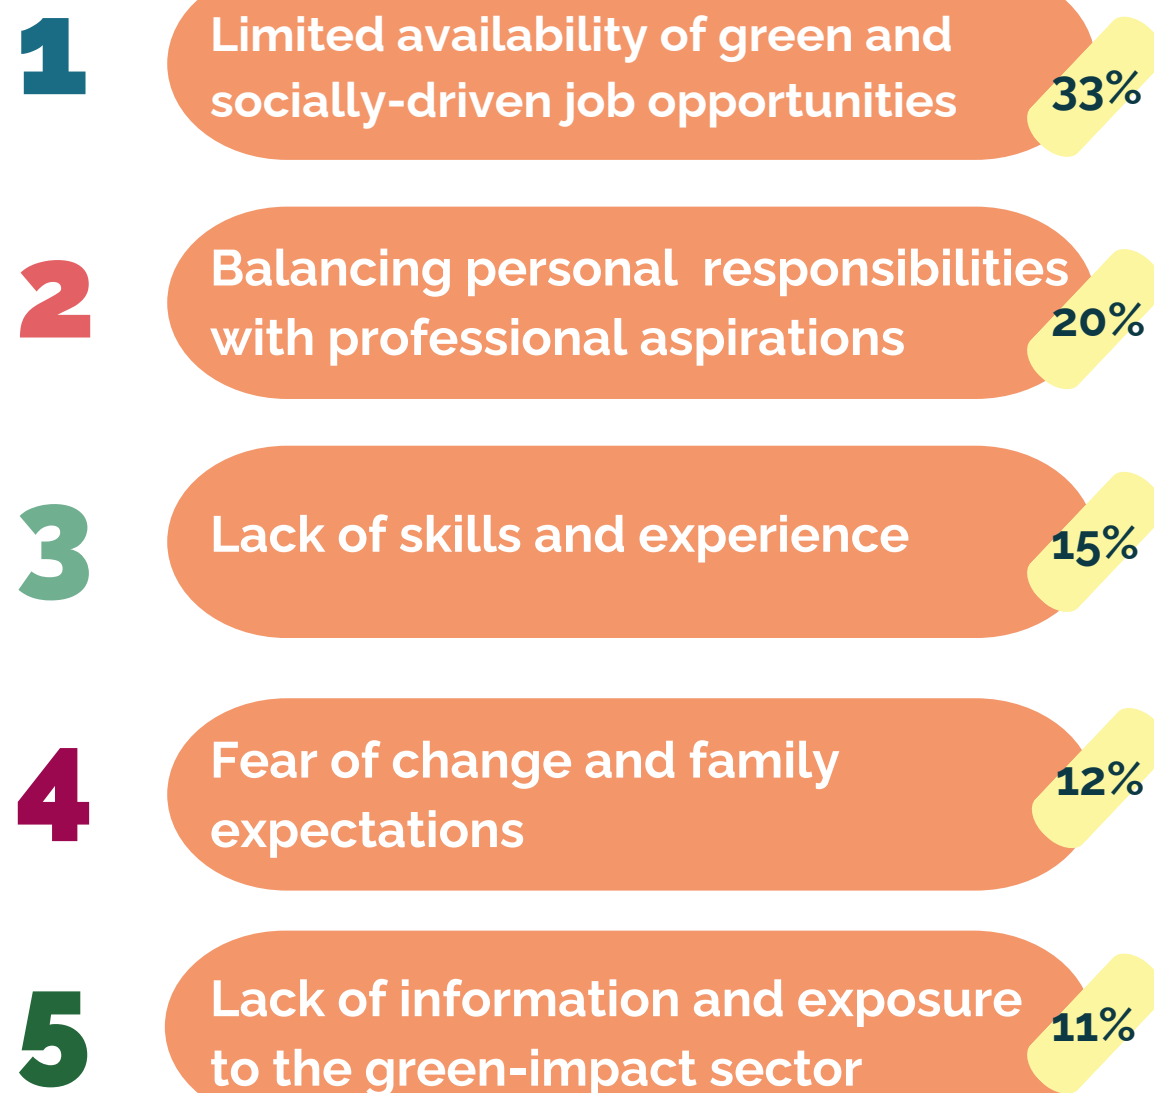 1
Limited availability of green and
socially-driven job opportunities
33%
2
Balancing personal responsibilities
with professional aspirations
20%
3
Lack of skills and experience
15%
4
Fear of change and family
expectations
12%
5
Lack of information and exposure
to the green-impact sector
11%